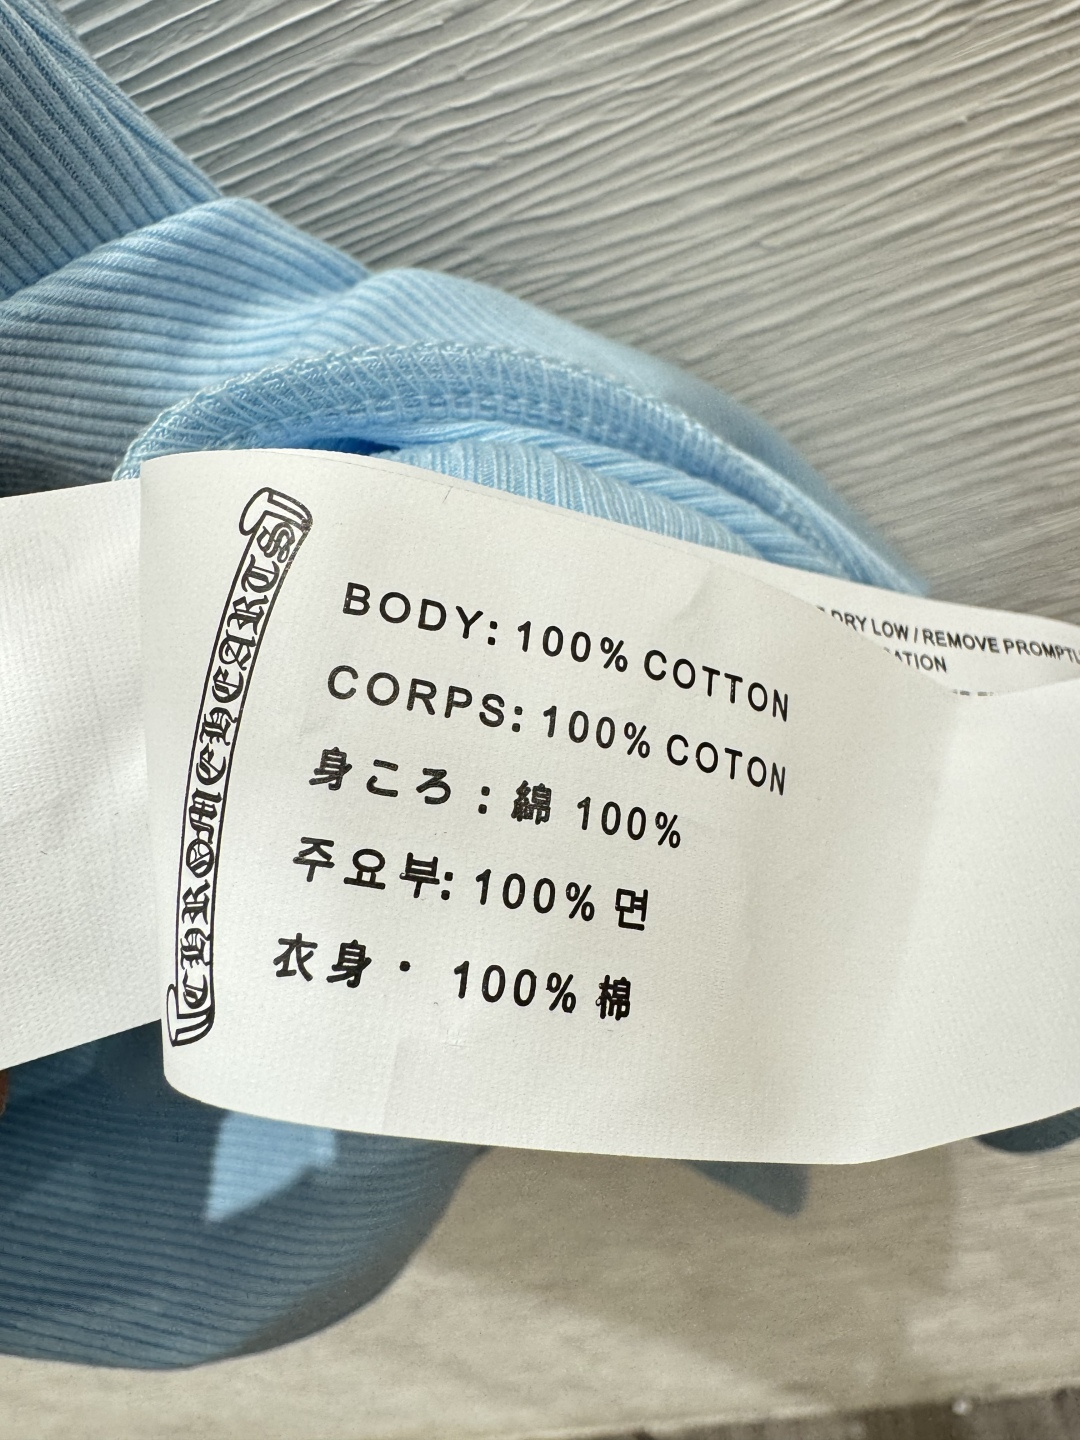 CHROME HEARTS
BODY: 100% COTTON
CORPS: 100% COTON
身ころ : 綿 100%
주요부: 100% 면
衣身· 100% 棉
DRY LOW / REMOVE PROMPTL
ATION